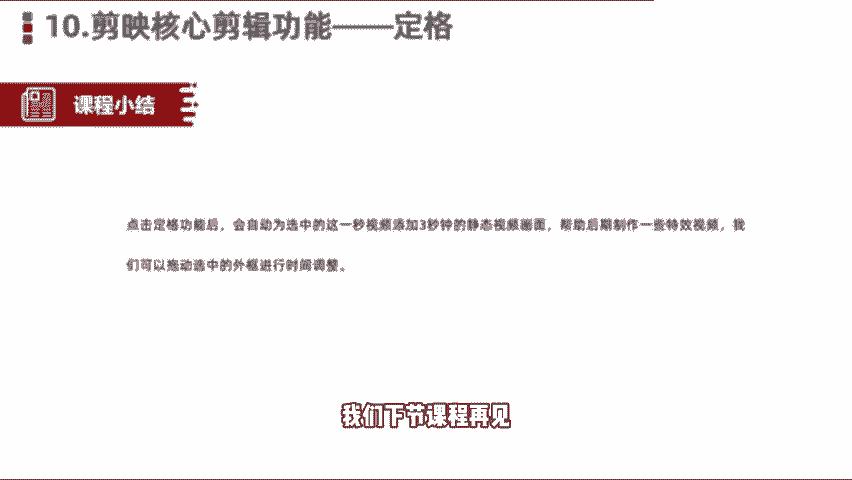 10.剪映核心剪辑功能——定格
课程小结
点击定格功能后，会自动为选中的这一秒视频添加3秒钟的静态视频画面，帮助后期制作一些特效视频，我
们可以拖动选中的外框进行时间调整。
我们下节课程再见